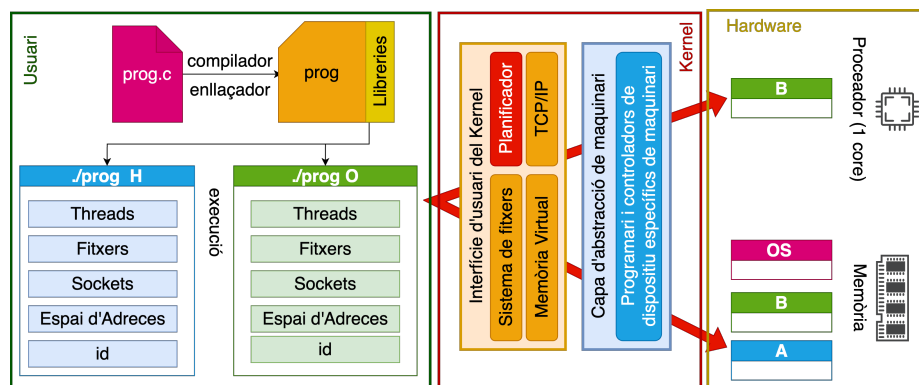 Usuari
prog.c
compilador
enllaçador
prog
Llibreries
./prog H
Threads
Fitxers
Sockets
Espai d'Adreces
id
execució
./prog O
Threads
Fitxers
Sockets
Espai d'Adreces
id
Kernel
Interfície d'usuari del Kernel
Planificador
TCP/IP
Sistema de fitxers
Memòria Virtual
Capa d'abstracció de maquinari
Programari i controladors de
dispositiu específics de maquinari
Hardware
B
Proceador (1 core)
OS
B
A
Memòria